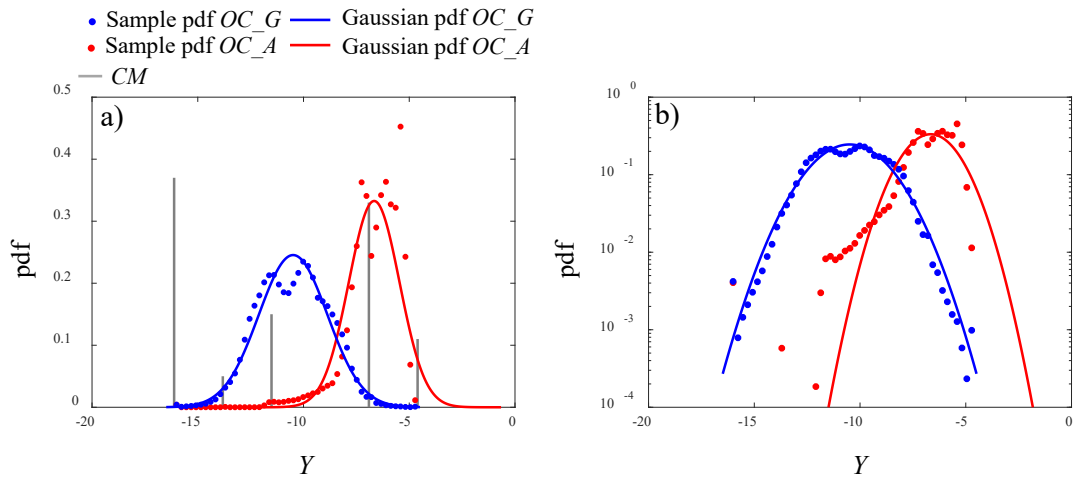 Sample pdf OC_G Gaussian pdf OC_G
Sample pdf OC_A Gaussian pdf OC_A
CM
a)
0.5
0.4
0.3
0.2
0.1
0
pdf
-20 -15 -10 -5 0
Y
b)
10 0
10 -1
10 -2
10 -3
10 -4
pdf
-20 -15 -10 -5 0
Y